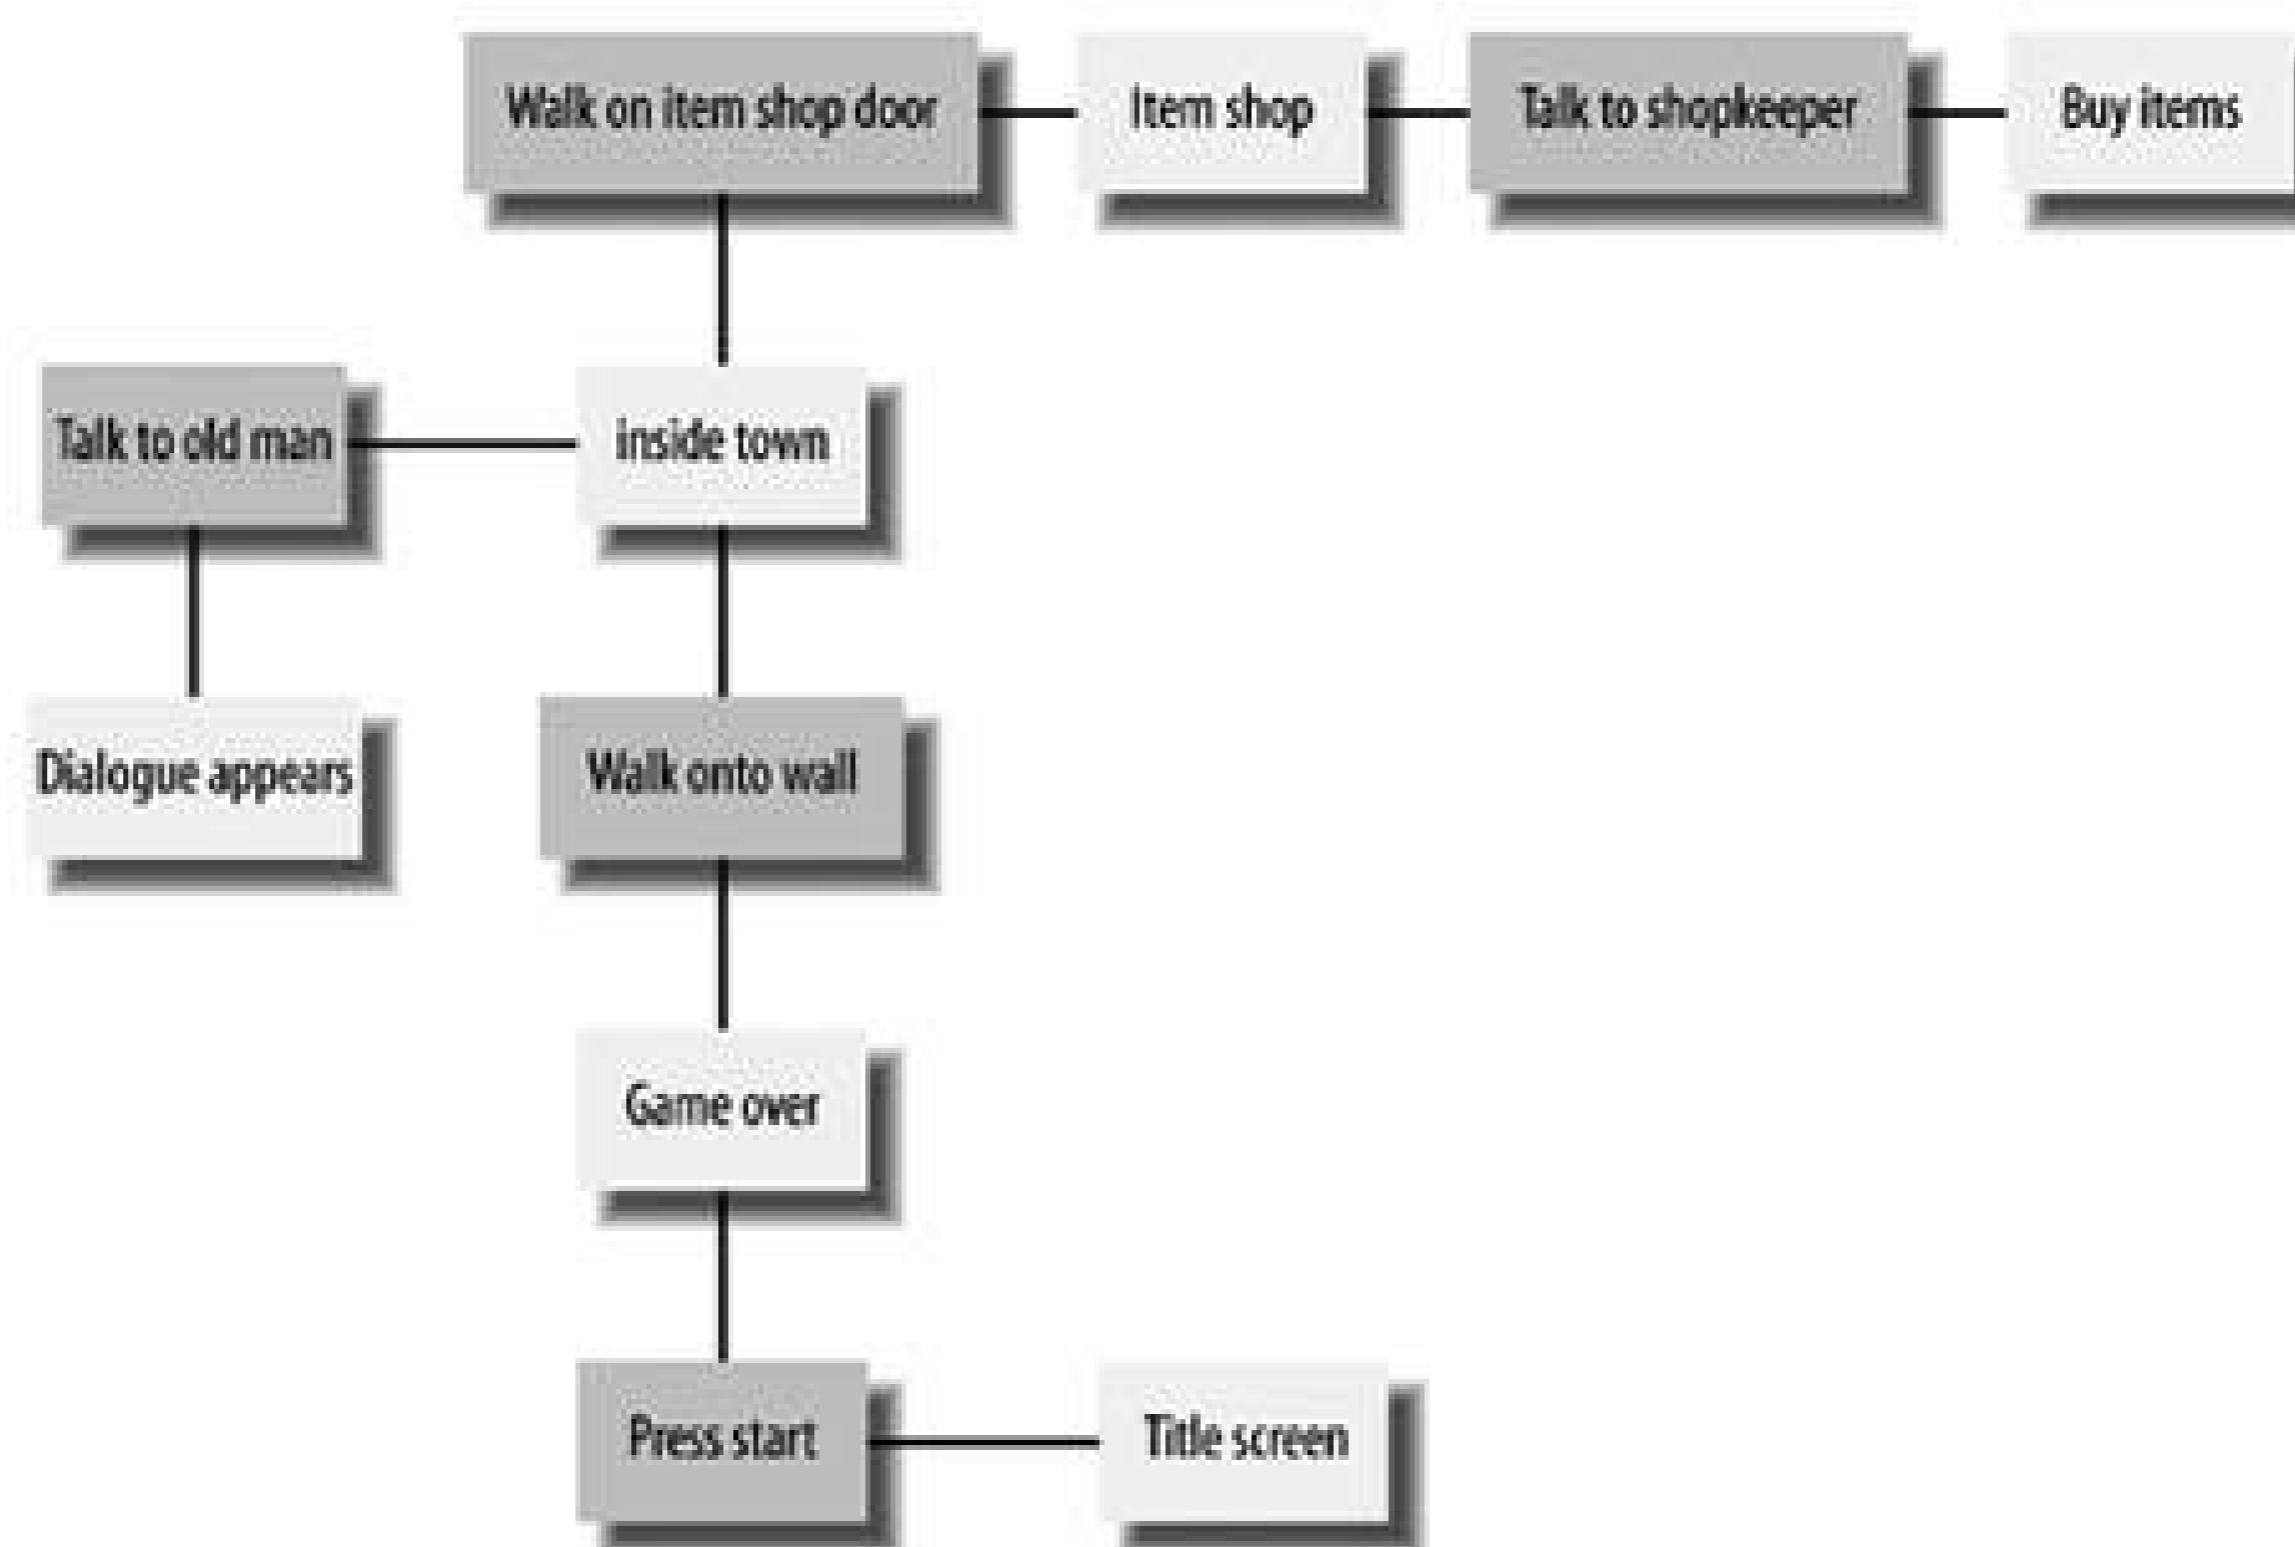 Walk on item shop door
Item shop
Talk to shopkeeper
Buy items
Talk to old man
inside town
Dialogue appears
Walk onto wall
Game over
Press start
Title screen